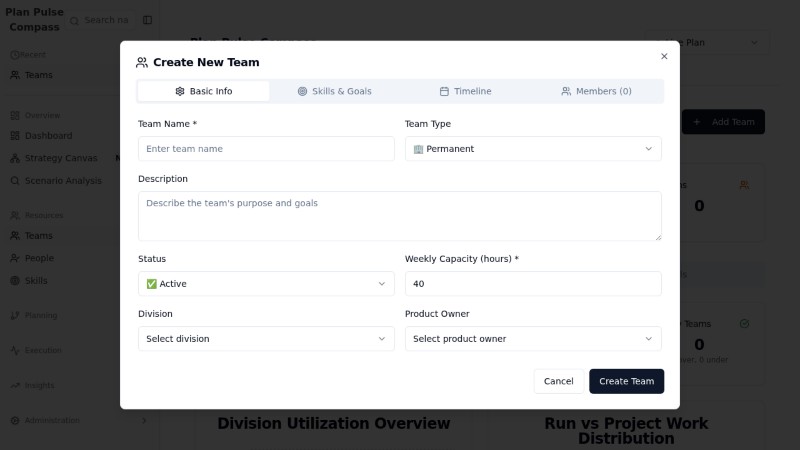 Plan Pulse
Compass
Search na
Recent
Teams
Overview
Dashboard
Strategy Canvas
Scenario Analysis
Resources
Teams
People
Skills
Planning
Execution
Insights
Administration
Plan
Add Team
0
Teams
0
0 under
Create New Team
Basic Info
Skills & Goals
Timeline
Members (0)
Team Name *
Team Type
Enter team name
🏢 Permanent
Description
Describe the team's purpose and goals
Status
Weekly Capacity (hours) *
✅ Active
40
Division
Product Owner
Select division
Select product owner
Cancel
Create Team
Division Utilization Overview
Run vs Project Work
Distribution